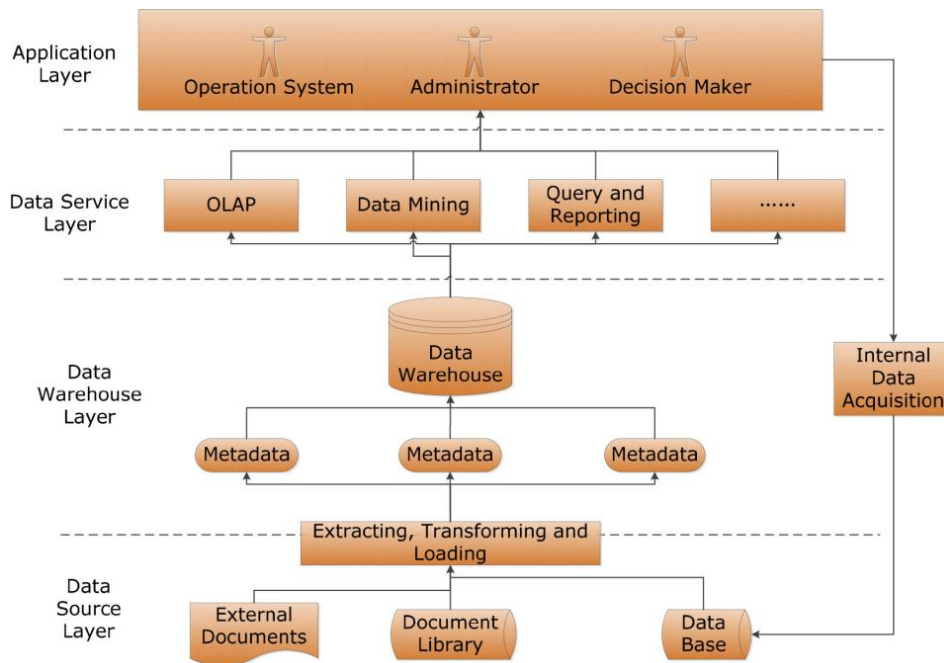 Application
Layer
Operation System
Administrator
Decision Maker
Data Service
Layer
OLAP
Data Mining
Query and
Reporting
......
Data
Warehouse
Layer
Data
Warehouse
Internal
Data
Acquisition
Metadata
Metadata
Metadata
Extracting, Transforming and
Loading
Data
Source
Layer
External
Documents
Document
Library
Data
Base